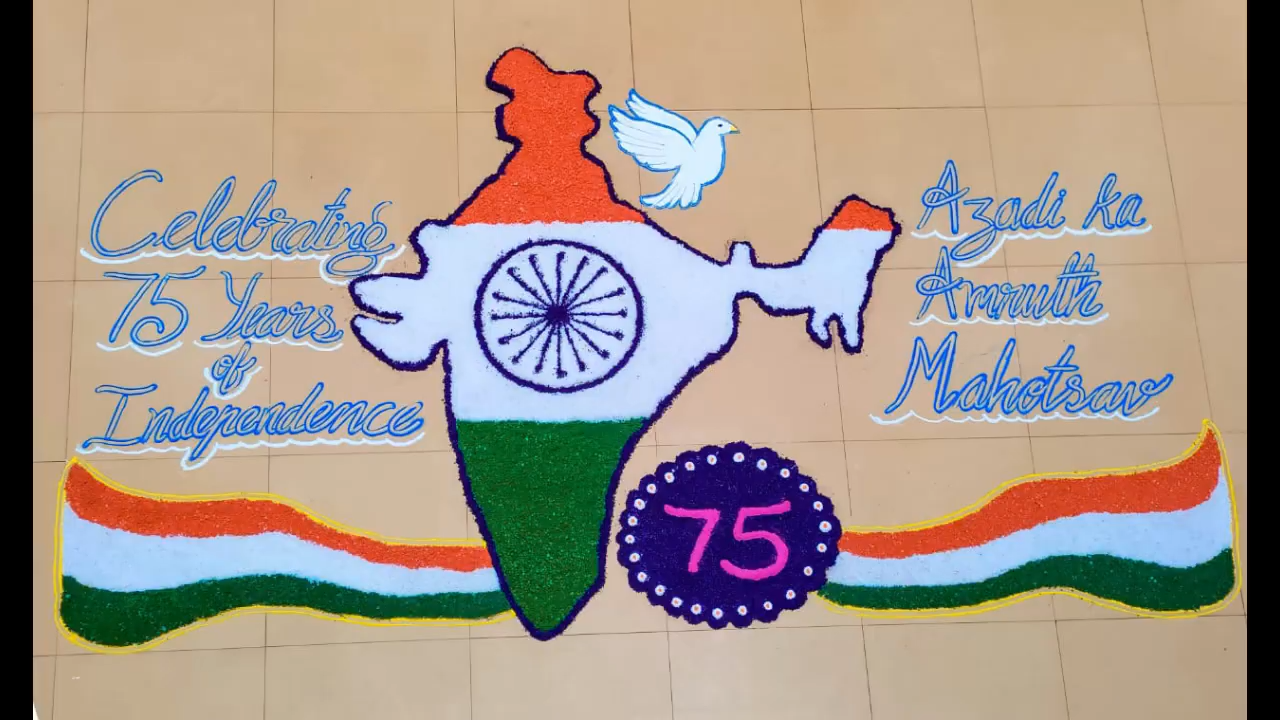 Celebrating
75 Years
of
Independence
Azadi ka
Amruth
Mahotsav
75